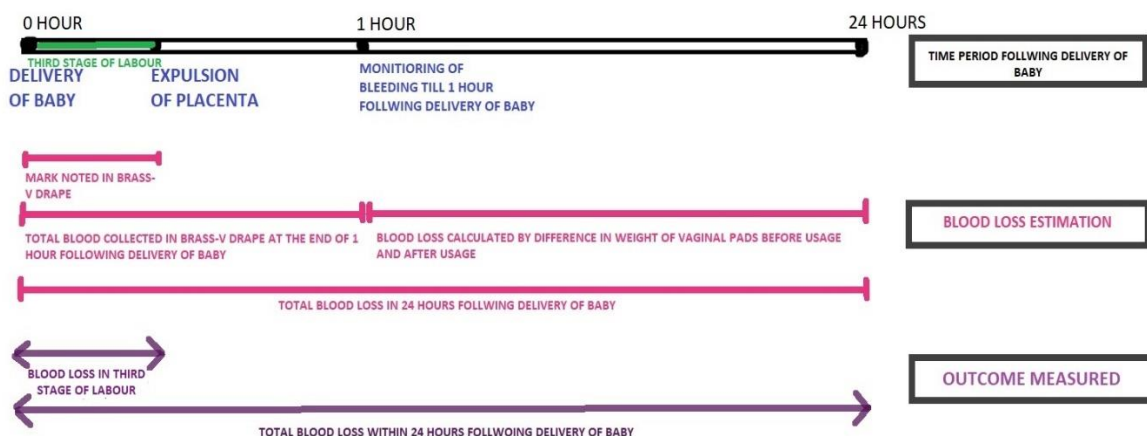 0 HOUR
1 HOUR
24 HOURS
THIRD STAGE OF LABOUR
DELIVERY
OF BABY
EXPULSION
OF PLACENTA
MONITIORING OF
BLEEDING TILL 1 HOUR
FOLLWING DELIVERY OF BABY
TIME PERIOD FOLLWING DELIVERY OF
BABY
MARK NOTED IN BRASS-
V DRAPE
TOTAL BLOOD COLLECTED IN BRASS-V DRAPE AT THE END OF 1
HOUR FOLLOWING DELIVERY OF BABY
BLOOD LOSS CALCULATED BY DIFFERENCE IN WEIGHT OF VAGINAL PADS BEFORE USAGE
AND AFTER USAGE
BLOOD LOSS ESTIMATION
TOTAL BLOOD LOSS IN 24 HOURS FOLLWING DELIVERY OF BABY
BLOOD LOSS IN THIRD
STAGE OF LABOUR
OUTCOME MEASURED
TOTAL BLOOD LOSS WITHIN 24 HOURS FOLLWOING DELIVERY OF BABY